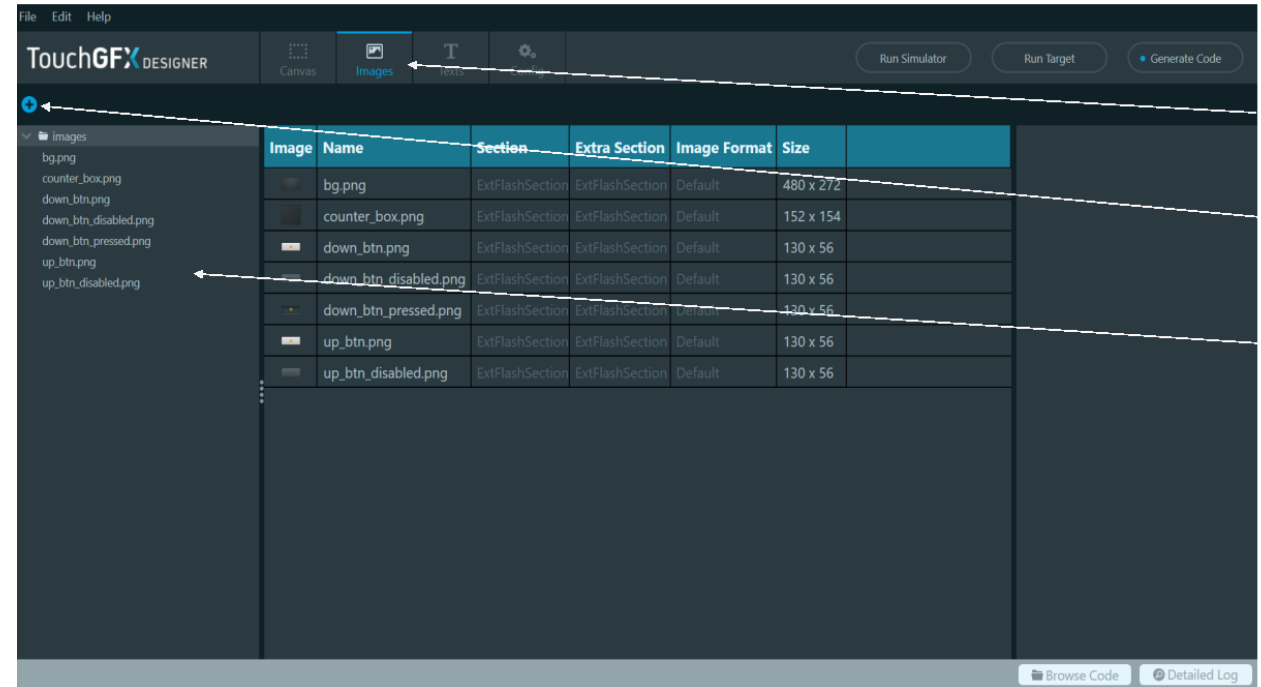 File Edit Help
TouchGFX DESIGNER Canvas Images Texts Config Run Simulator Run Target Generate Code
images
bg.png
counter_box.png
down_btn.png
down_btn_disabled.png
down_btn_pressed.png
up_btn.png
up_btn_disabled.png
Image Name Section Extra Section Image Format Size
bg.png ExtFlashSection ExtFlashSection Default 480 x 272
counter_box.png ExtFlashSection ExtFlashSection Default 152 x 154
down_btn.png ExtFlashSection ExtFlashSection Default 130 x 56
down_btn_disabled.png ExtFlashSection ExtFlashSection Default 130 x 56
down_btn_pressed.png ExtFlashSection ExtFlashSection Default 130 x 56
up_btn.png ExtFlashSection ExtFlashSection Default 130 x 56
up_btn_disabled.png ExtFlashSection ExtFlashSection Default 130 x 56
Browse Code Detailed Log